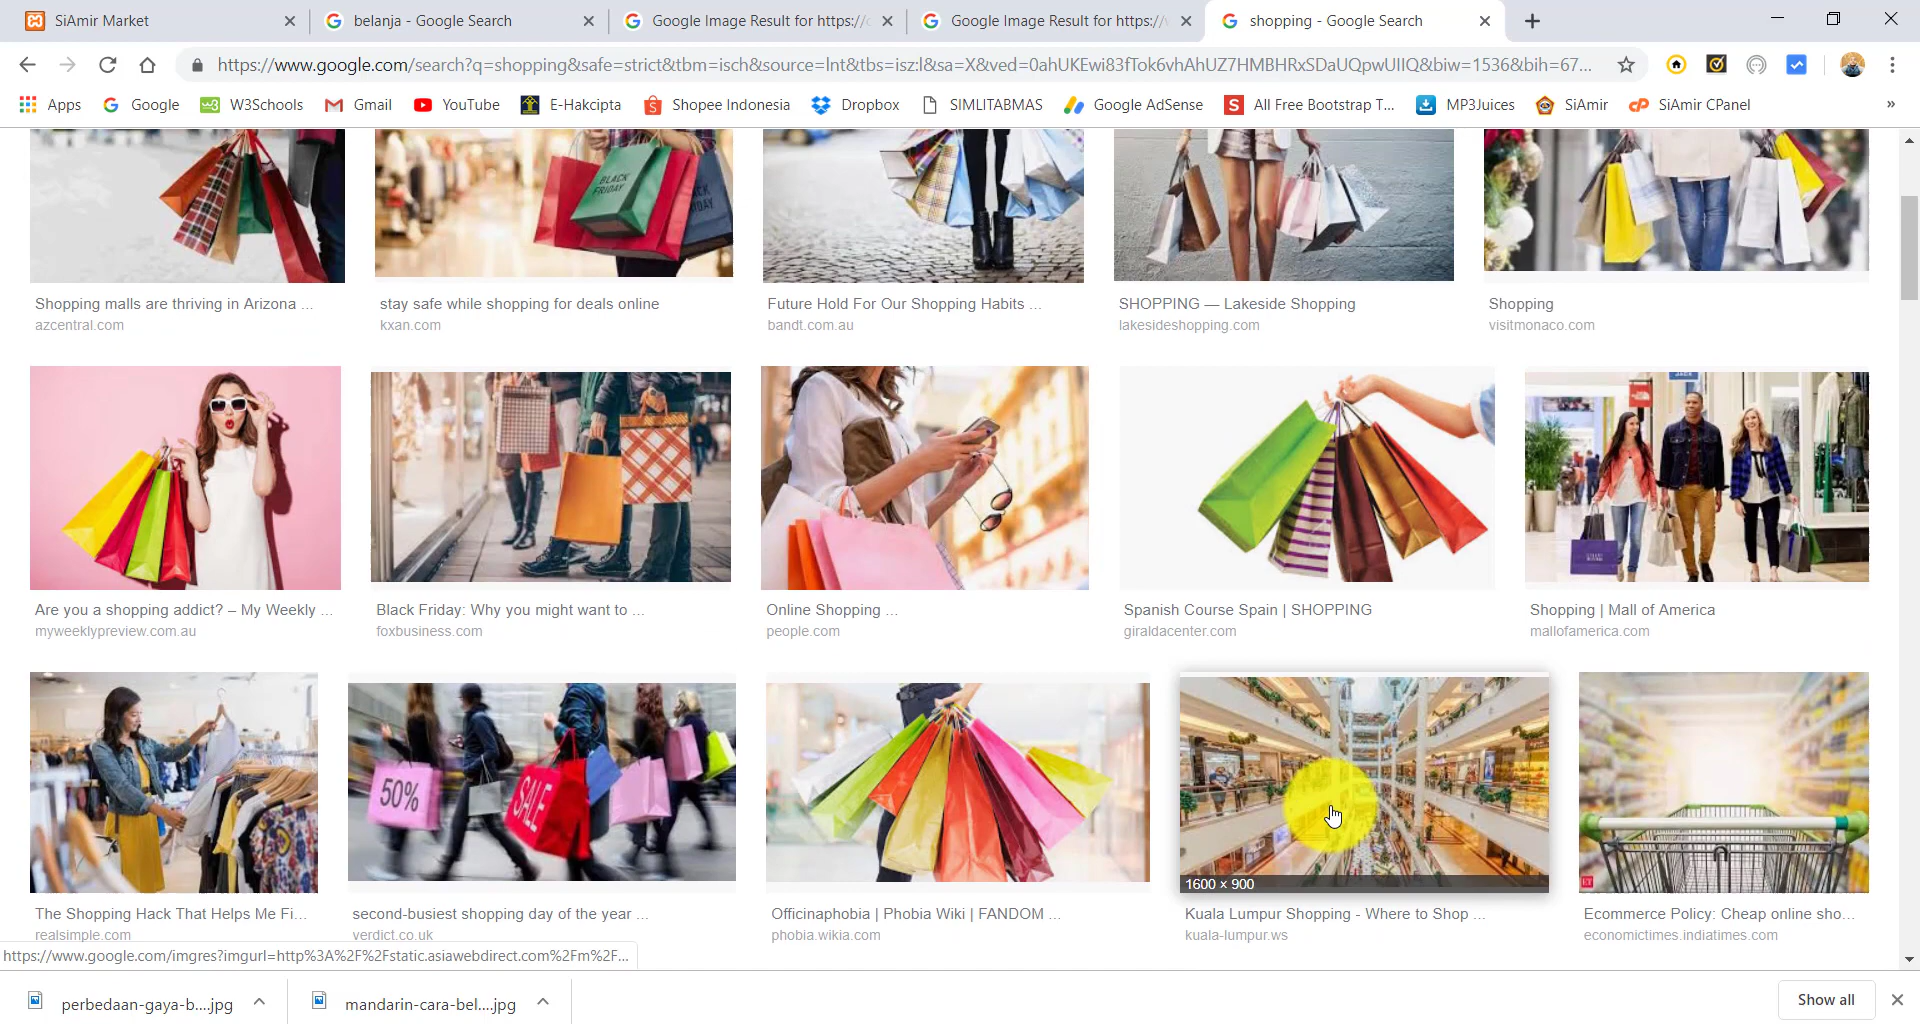 SiAmir Market
belanja - Google Search
Google Image Result for https://c
Google Image Result for https://v
shopping - Google Search
https://www.google.com/search?q=shopping&safe=strict&tbm=isch&source=lnt&tbs=isz:l&sa=X&ved=0ahUKEwi83fTok6vhAhUZ7HMBHRxSDaUQpwUIIQ&biw=1536&bih=67...
Apps
Google
W3Schools
Gmail
YouTube
E-Hakcipta
Shopee Indonesia
Dropbox
SIMLITABMAS
Google AdSense
All Free Bootstrap T...
MP3Juices
SiAmir
SiAmir CPanel
»
BLACK FRIDAY
Shopping malls are thriving in Arizona ...
azcentral.com
stay safe while shopping for deals online
kxan.com
Future Hold For Our Shopping Habits ...
bandt.com.au
SHOPPING — Lakeside Shopping
lakesideshopping.com
Shopping
visitmonaco.com
Are you a shopping addict? – My Weekly ...
myweeklypreview.com.au
Black Friday: Why you might want to ...
foxbusiness.com
Online Shopping ...
people.com
Spanish Course Spain | SHOPPING
giraldacenter.com
Shopping | Mall of America
mallofamerica.com
50%
SALE
1600 × 900
ET
The Shopping Hack That Helps Me Fi...
realsimple.com
second-busiest shopping day of the year ...
verdict.co.uk
Officinaphobia | Phobia Wiki | FANDOM ...
phobia.wikia.com
Kuala Lumpur Shopping - Where to Shop ...
kuala-lumpur.ws
Ecommerce Policy: Cheap online sho...
economictimes.indiatimes.com
https://www.google.com/imgres?imgurl=http%3A%2F%2Fstatic.asiawebdirect.com%2Fm%2F...
perbedaan-gaya-b....jpg
mandarin-cara-bel....jpg
Show all